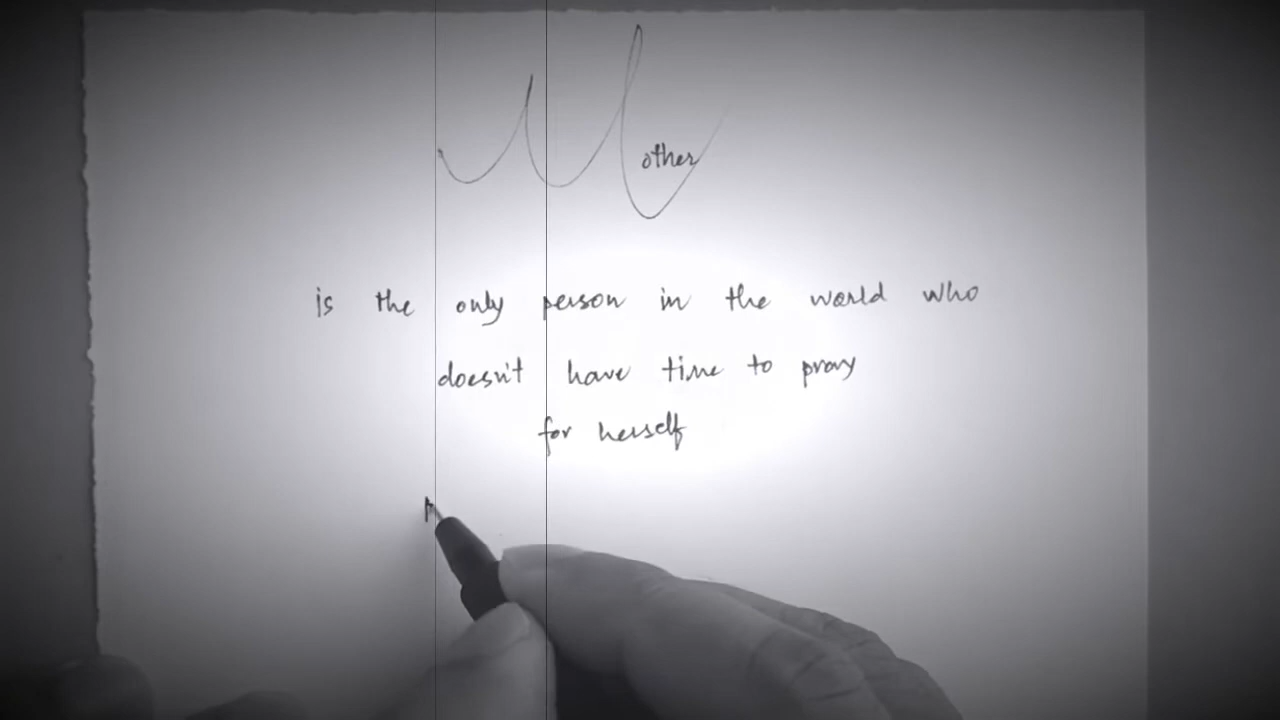 Mother
is the only person in the world who
doesn't have time to pray
for herself